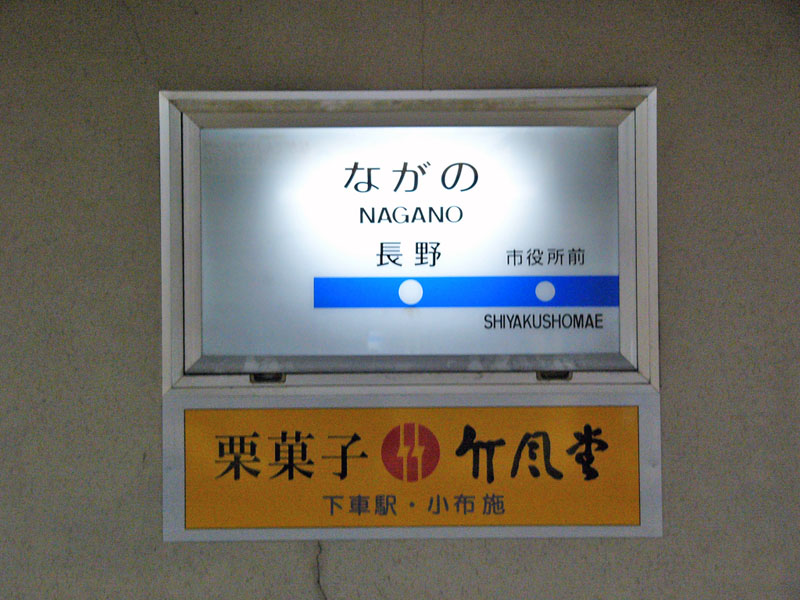 ながの
NAGANO
長野
市役所前
SHIYAKUSHOMAE
栗菓子 竹風堂
下車駅・小布施